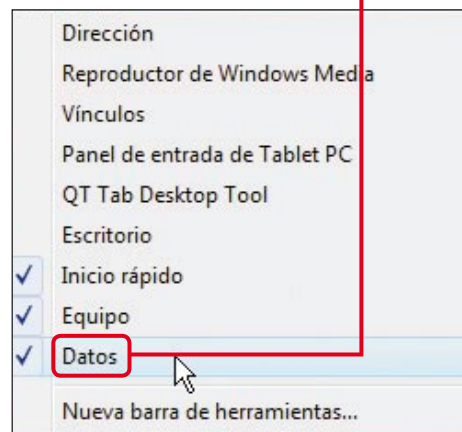 Dirección
Reproductor de Windows Media
Vínculos
Panel de entrada de Tablet PC
QT Tab Desktop Tool
Escritorio
Inicio rápido
Equipo
Datos
Nueva barra de herramientas...